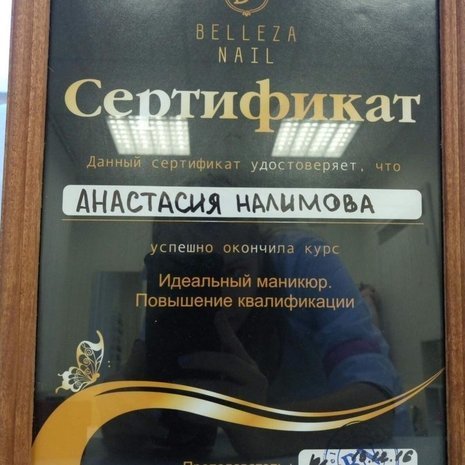 BELLEZA
NAIL
Сертификат
Данный сертификат удостоверяет, что
АНАСТАСИЯ НАЛИМОВА
успешно окончила курс
Идеальный маникюр.
Повышение квалификации